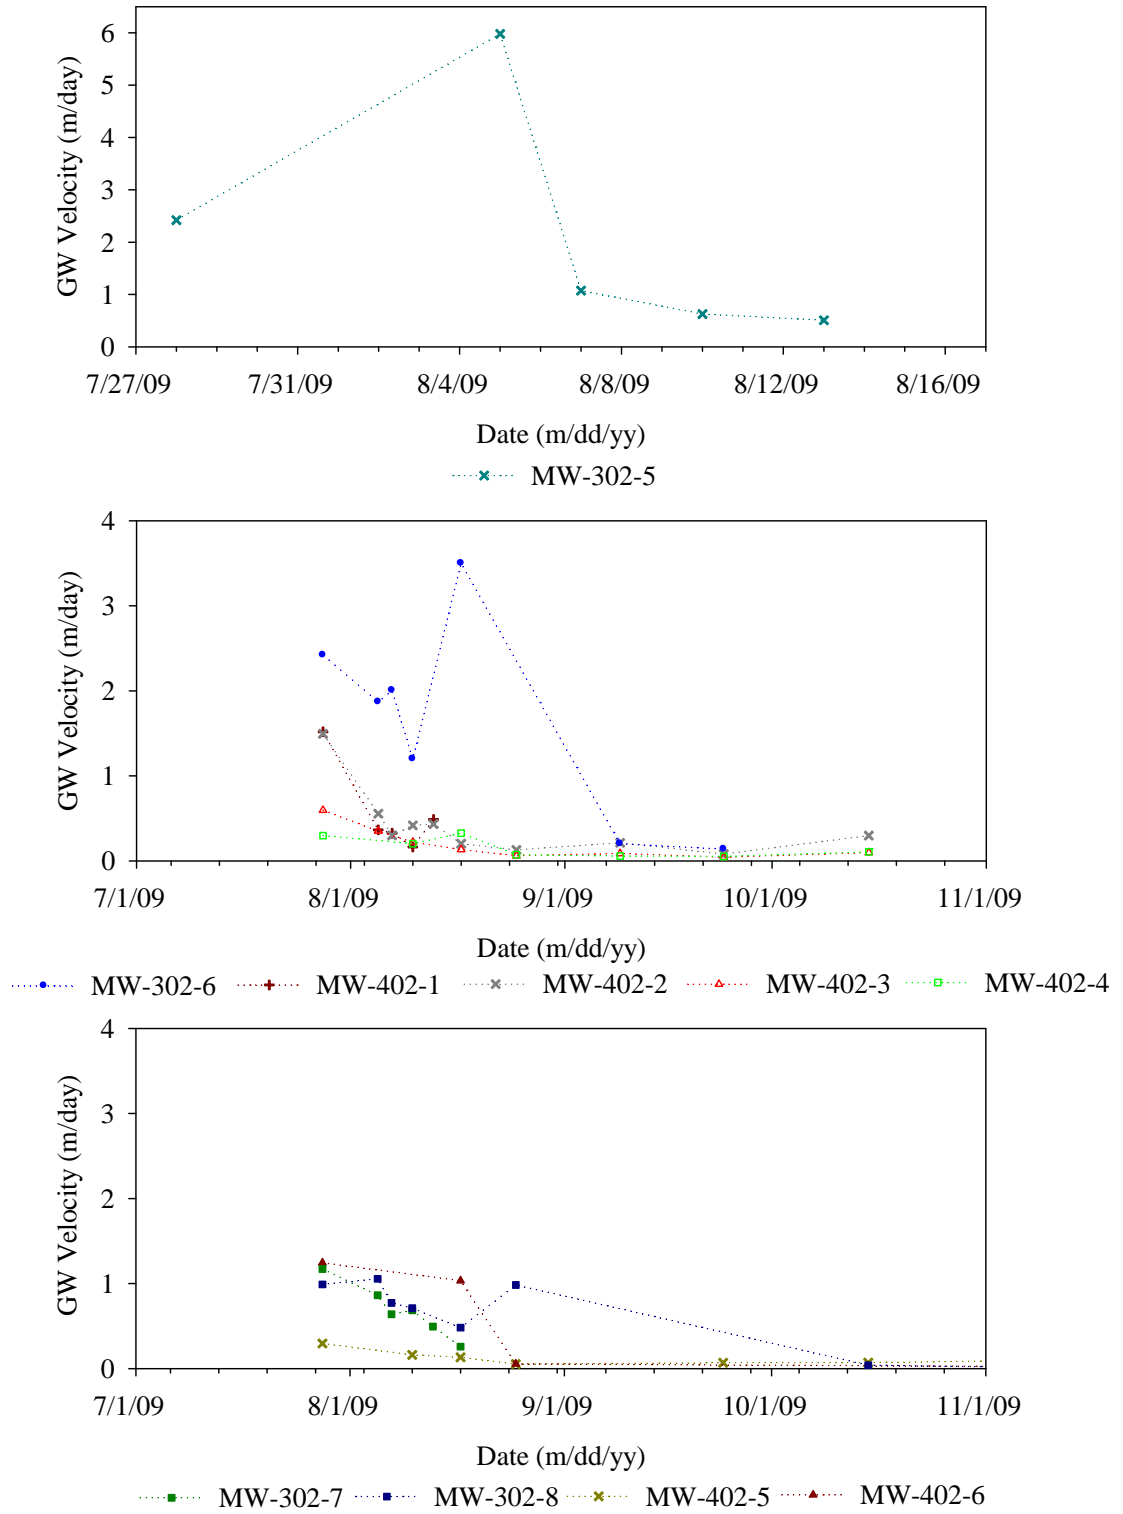 6
5
4
3
2
1
0
GW Velocity (m/day)
7/27/09 7/31/09 8/4/09 8/8/09 8/12/09 8/16/09
Date (m/dd/yy)
MW-302-5
4
3
2
1
0
GW Velocity (m/day)
7/1/09 8/1/09 9/1/09 10/1/09 11/1/09
Date (m/dd/yy)
MW-302-6 MW-402-1 MW-402-2 MW-402-3 MW-402-4
4
3
2
1
0
GW Velocity (m/day)
7/1/09 8/1/09 9/1/09 10/1/09 11/1/09
Date (m/dd/yy)
MW-302-7 MW-302-8 MW-402-5 MW-402-6